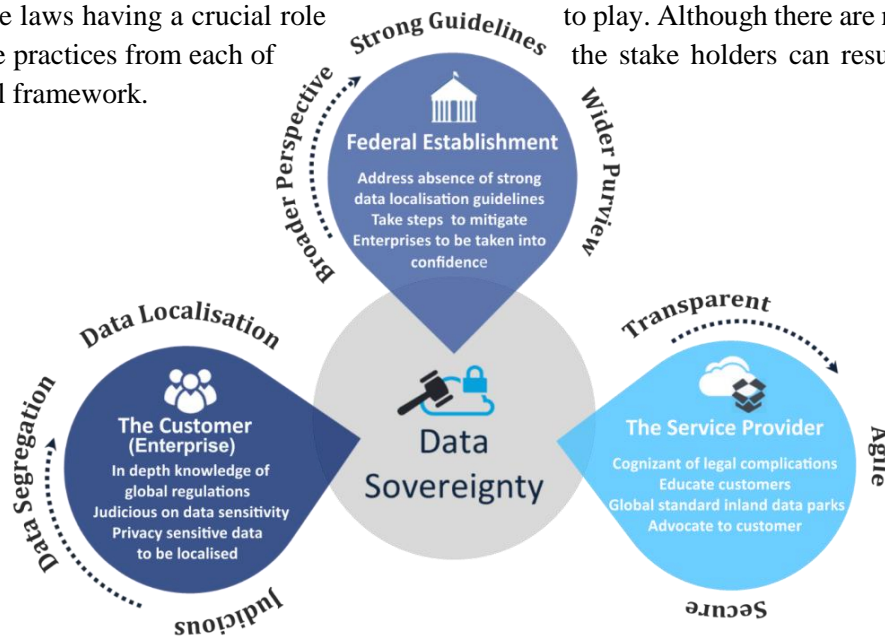 e laws having a crucial role
to play. Although there are
e practices from each of
the stake holders can resu
l framework.
Strong Guidelines
Broader Perspective
Wider Purview
Federal Establishment
Address absence of strong
data localisation guidelines
Take steps to mitigate
Enterprises to be taken into
confidence
Data Localisation
Data Segregation
Judicious
The Customer
(Enterprise)
In depth knowledge of
global regulations
Judicious on data sensitivity
Privacy sensitive data
to be localised
Data
Sovereignty
Transparent
Agile
Secure
The Service Provider
Cognizant of legal complications
Educate customers
Global standard inland data parks
Advocate to customer